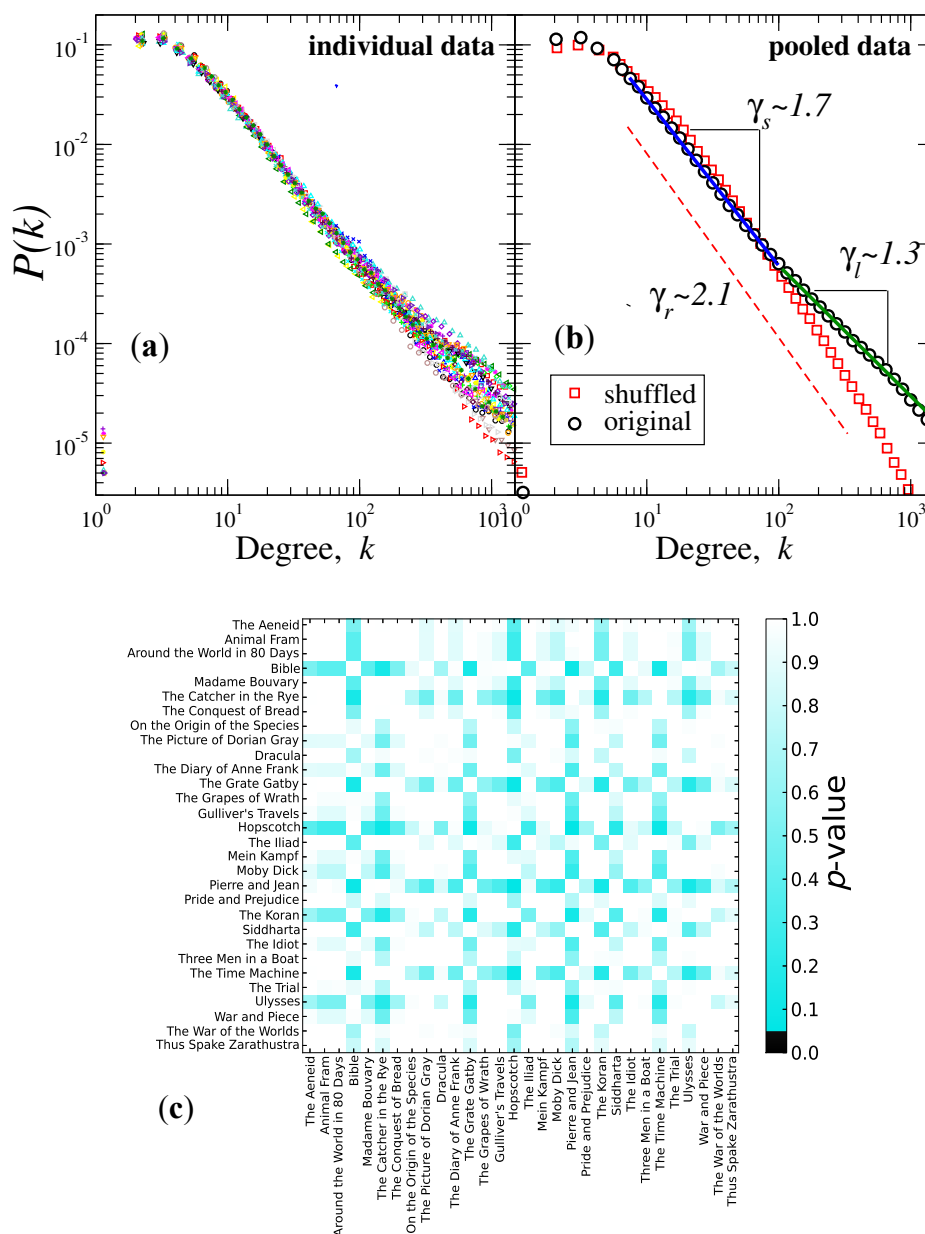 individual data
pooled data
P(k)
10^-1
10^-2
10^-3
10^-4
10^-5
(a)
10^0
10^1
10^2
10^3
Degree, k
γ_s~1.7
γ_l~1.3
γ_r~2.1
(b)
shuffled
original
10^1
10^2
10^3
Degree, k
The Aeneid
Animal Fram
Around the World in 80 Days
Bible
Madame Bouvary
The Catcher in the Rye
The Conquest of Bread
On the Origin of the Species
The Picture of Dorian Gray
Dracula
The Diary of Anne Frank
The Grate Gatby
The Grapes of Wrath
Gulliver's Travels
Hopscotch
The Iliad
Mein Kampf
Moby Dick
Pierre and Jean
Pride and Prejudice
The Koran
Siddharta
The Idiot
Three Men in a Boat
The Time Machine
The Trial
Ulysses
War and Piece
The War of the Worlds
Thus Spake Zarathustra
(c)
The Aeneid
Animal Fram
Around the World in 80 Days
Bible
Madame Bouvary
The Catcher in the Rye
The Conquest of Bread
On the Origin of the Species
The Picture of Dorian Gray
Dracula
The Diary of Anne Frank
The Grate Gatby
The Grapes of Wrath
Gulliver's Travels
Hopscotch
The Iliad
Mein Kampf
Moby Dick
Pierre and Jean
Pride and Prejudice
The Koran
Siddharta
The Idiot
Three Men in a Boat
The Time Machine
The Trial
Ulysses
War and Piece
The War of the Worlds
Thus Spake Zarathustra
1.0
0.9
0.8
0.7
0.6
0.5
0.4
0.3
0.2
0.1
0.0
p-value